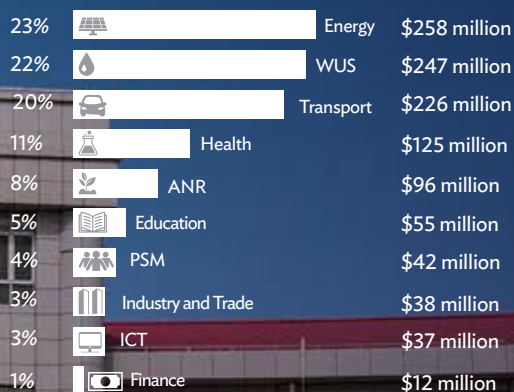 23% Energy $258 million
22% WUS $247 million
20% Transport $226 million
11% Health $125 million
8% ANR $96 million
5% Education $55 million
4% PSM $42 million
3% Industry and Trade $38 million
3% ICT $37 million
1% Finance $12 million